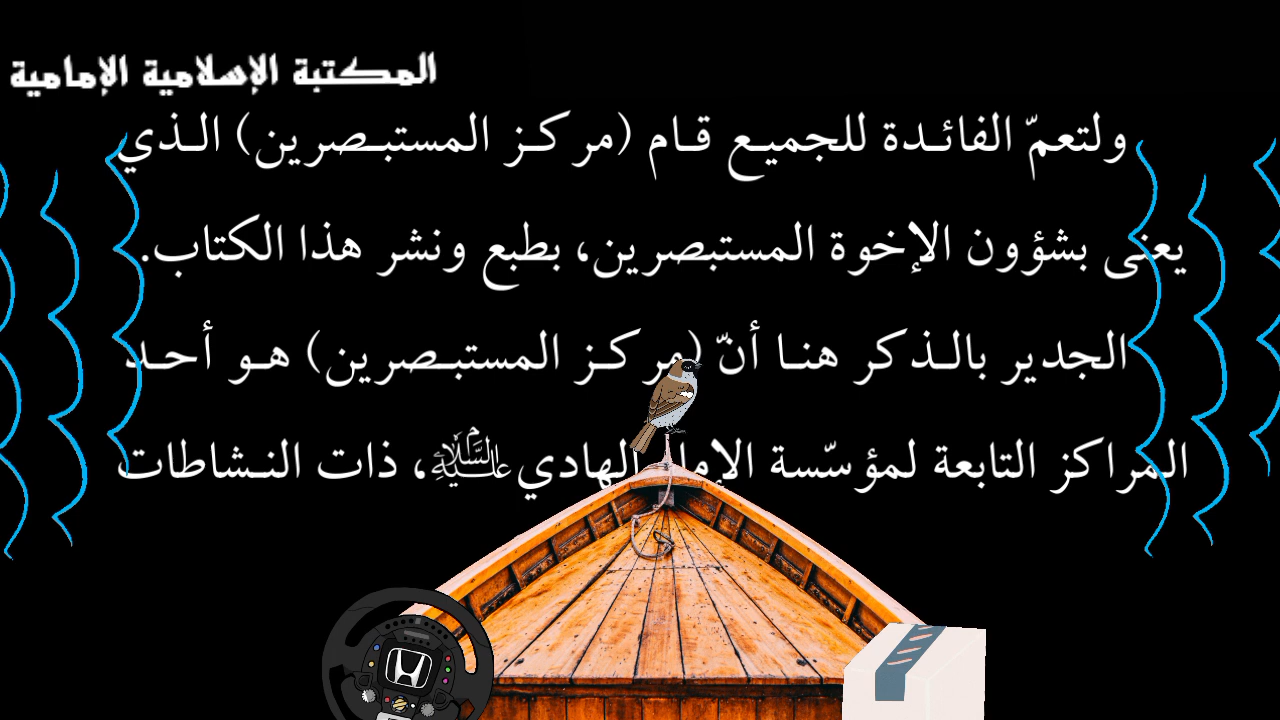 المكتبة الإسلامية الإمامية
ولتعمّ الفائدة للجميع قام (مركز المستبصرين) الذي
يعنى بشؤون الإخوة المستبصرين، بطبع ونشر هذا الكتاب.
الجدير بالذكر هنا أنّ (مركز المستبصرين) هو أحد
المراكز التابعة لمؤسّسة الإمام الهادي عليه السلام، ذات النشاطات